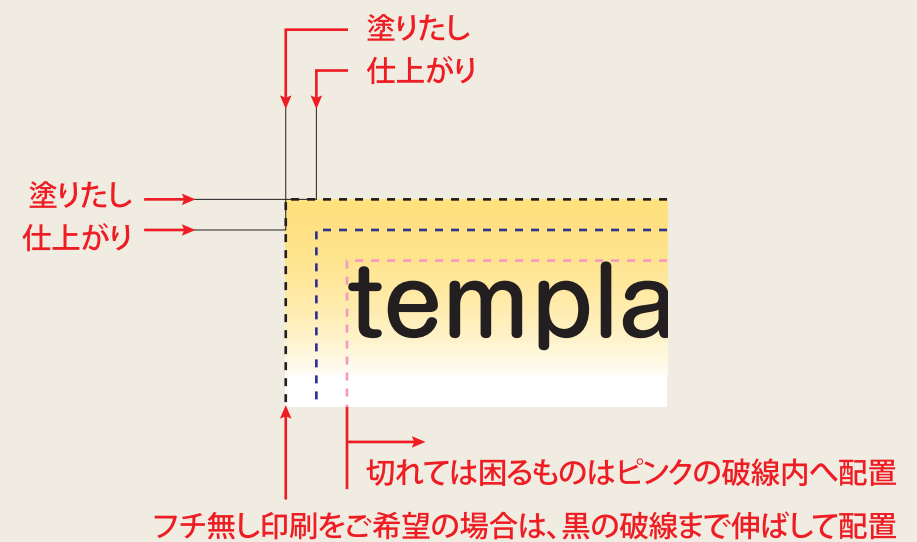 塗りたし
仕上がり
塗りたし
仕上がり
templa
切れては困るものはピンクの破線内へ配置
フチ無し印刷をご希望の場合は、黒の破線まで伸ばして配置